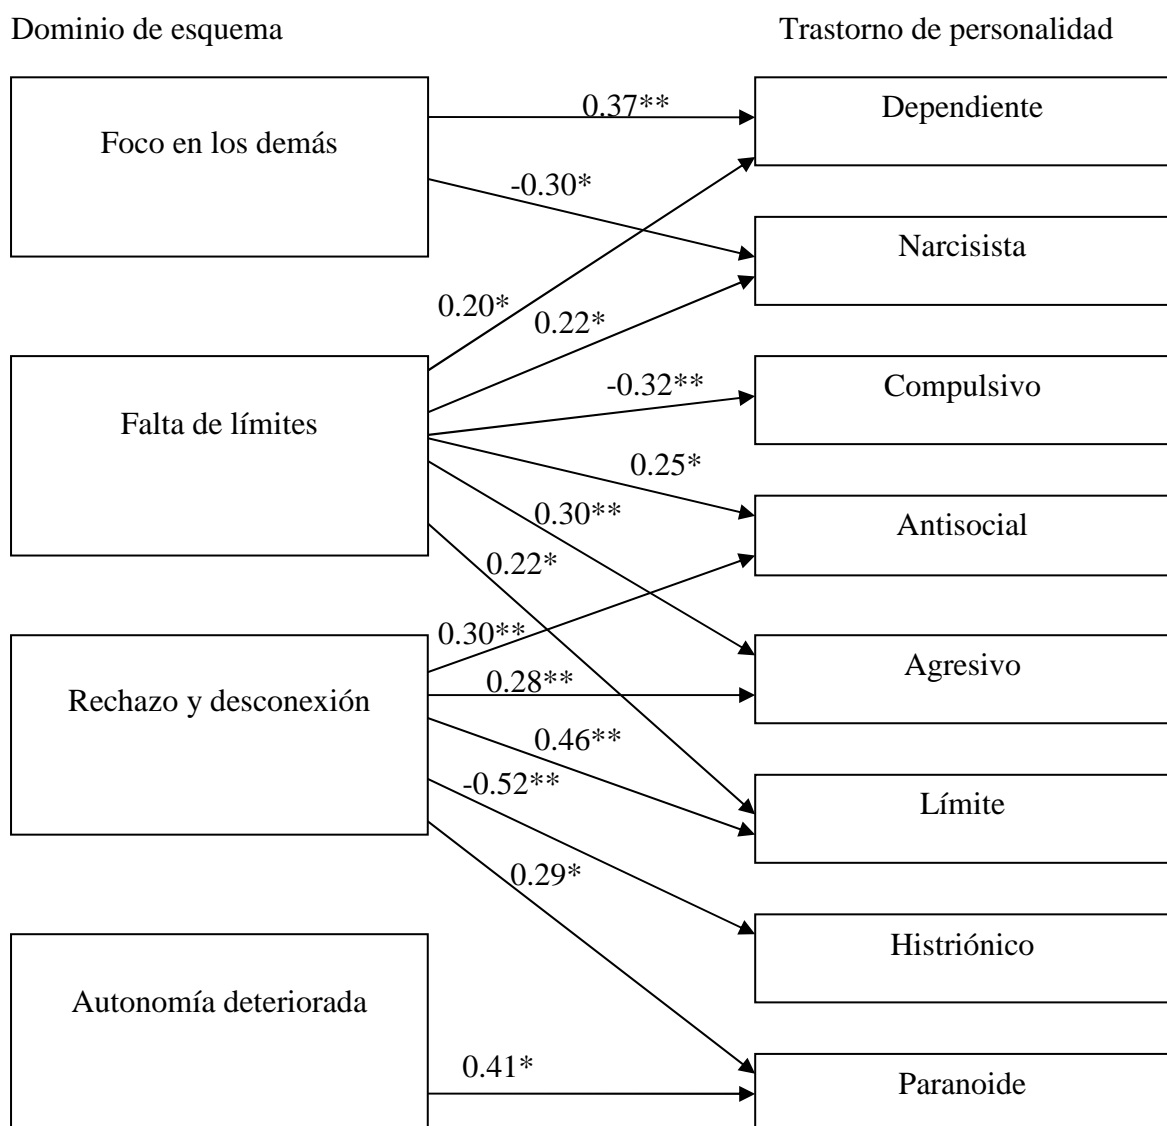 Dominio de esquema
Trastorno de personalidad
0.37**
Dependiente
Foco en los demás
-0.30*
Narcisista
0.20*
0.22*
-0.32**
Compulsivo
Falta de límites
0.25*
0.30**
Antisocial
0.22*
0.30**
Agresivo
0.28**
Rechazo y desconexión
0.46**
-0.52**
Límite
0.29*
Histriónico
Autonomía deteriorada
0.41*
Paranoide